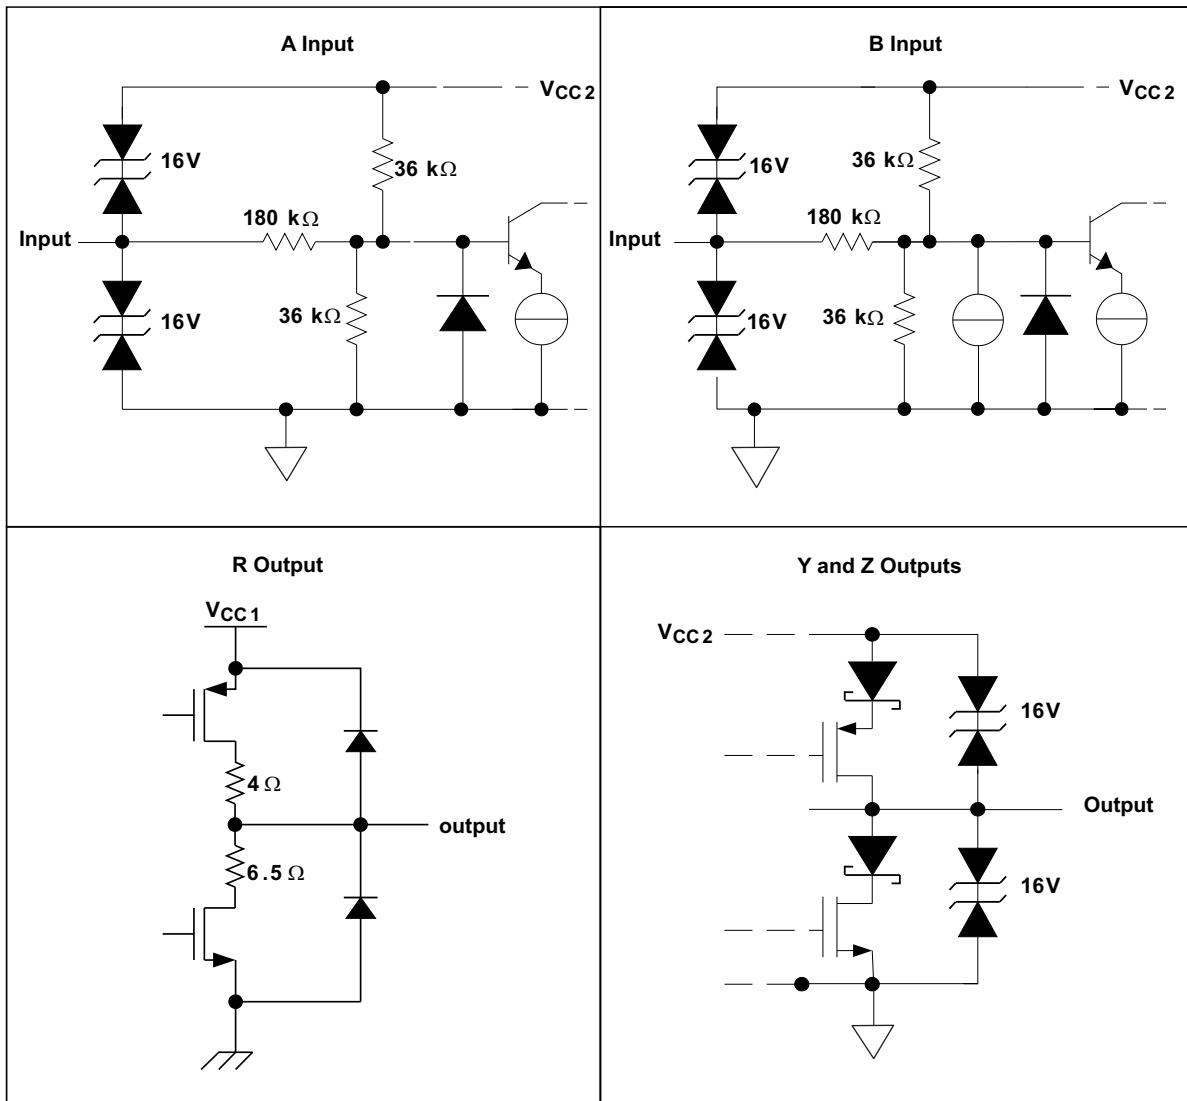 A Input
VCC 2
16V
36 kΩ
180 kΩ
Input
36 kΩ
16V
B Input
VCC 2
16V
36 kΩ
180 kΩ
Input
36 kΩ
16V
R Output
VCC 1
4 Ω
output
6.5 Ω
Y and Z Outputs
VCC 2
16V
Output
16V